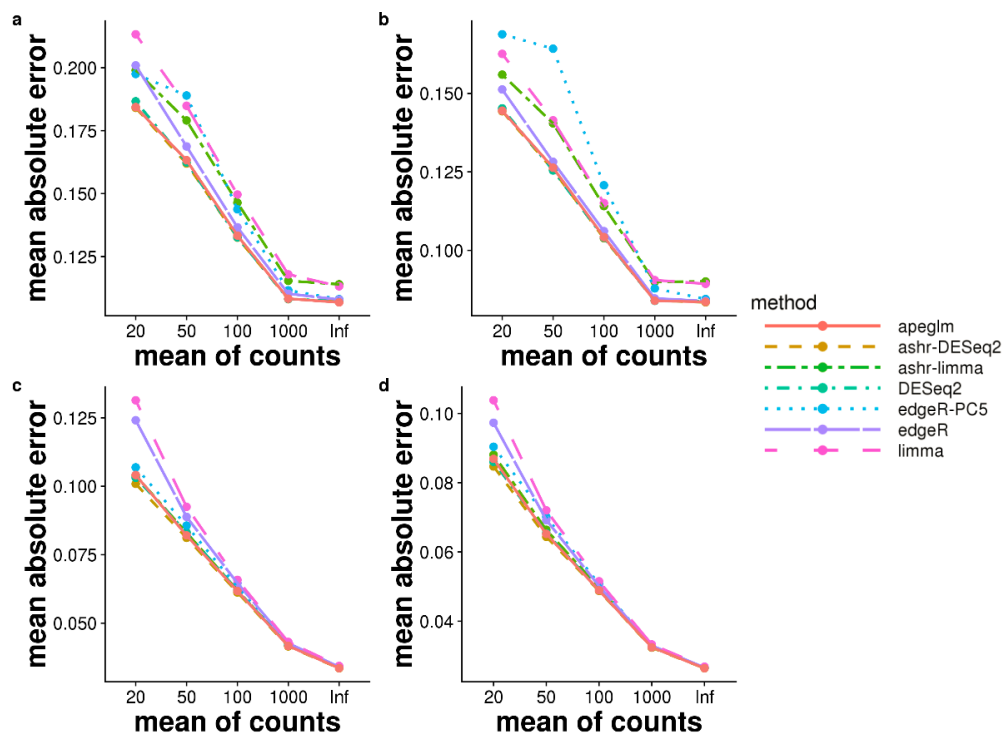 a
b
mean absolute error
0.200
0.175
0.150
0.125
20 50 100 1000 Inf
mean of counts
mean absolute error
0.150
0.125
0.100
20 50 100 1000 Inf
mean of counts
method
apeglm
ashr-DESeq2
ashr-limma
DESeq2
edgeR-PC5
edgeR
limma
c
d
mean absolute error
0.125
0.100
0.075
0.050
20 50 100 1000 Inf
mean of counts
mean absolute error
0.10
0.08
0.06
0.04
20 50 100 1000 Inf
mean of counts